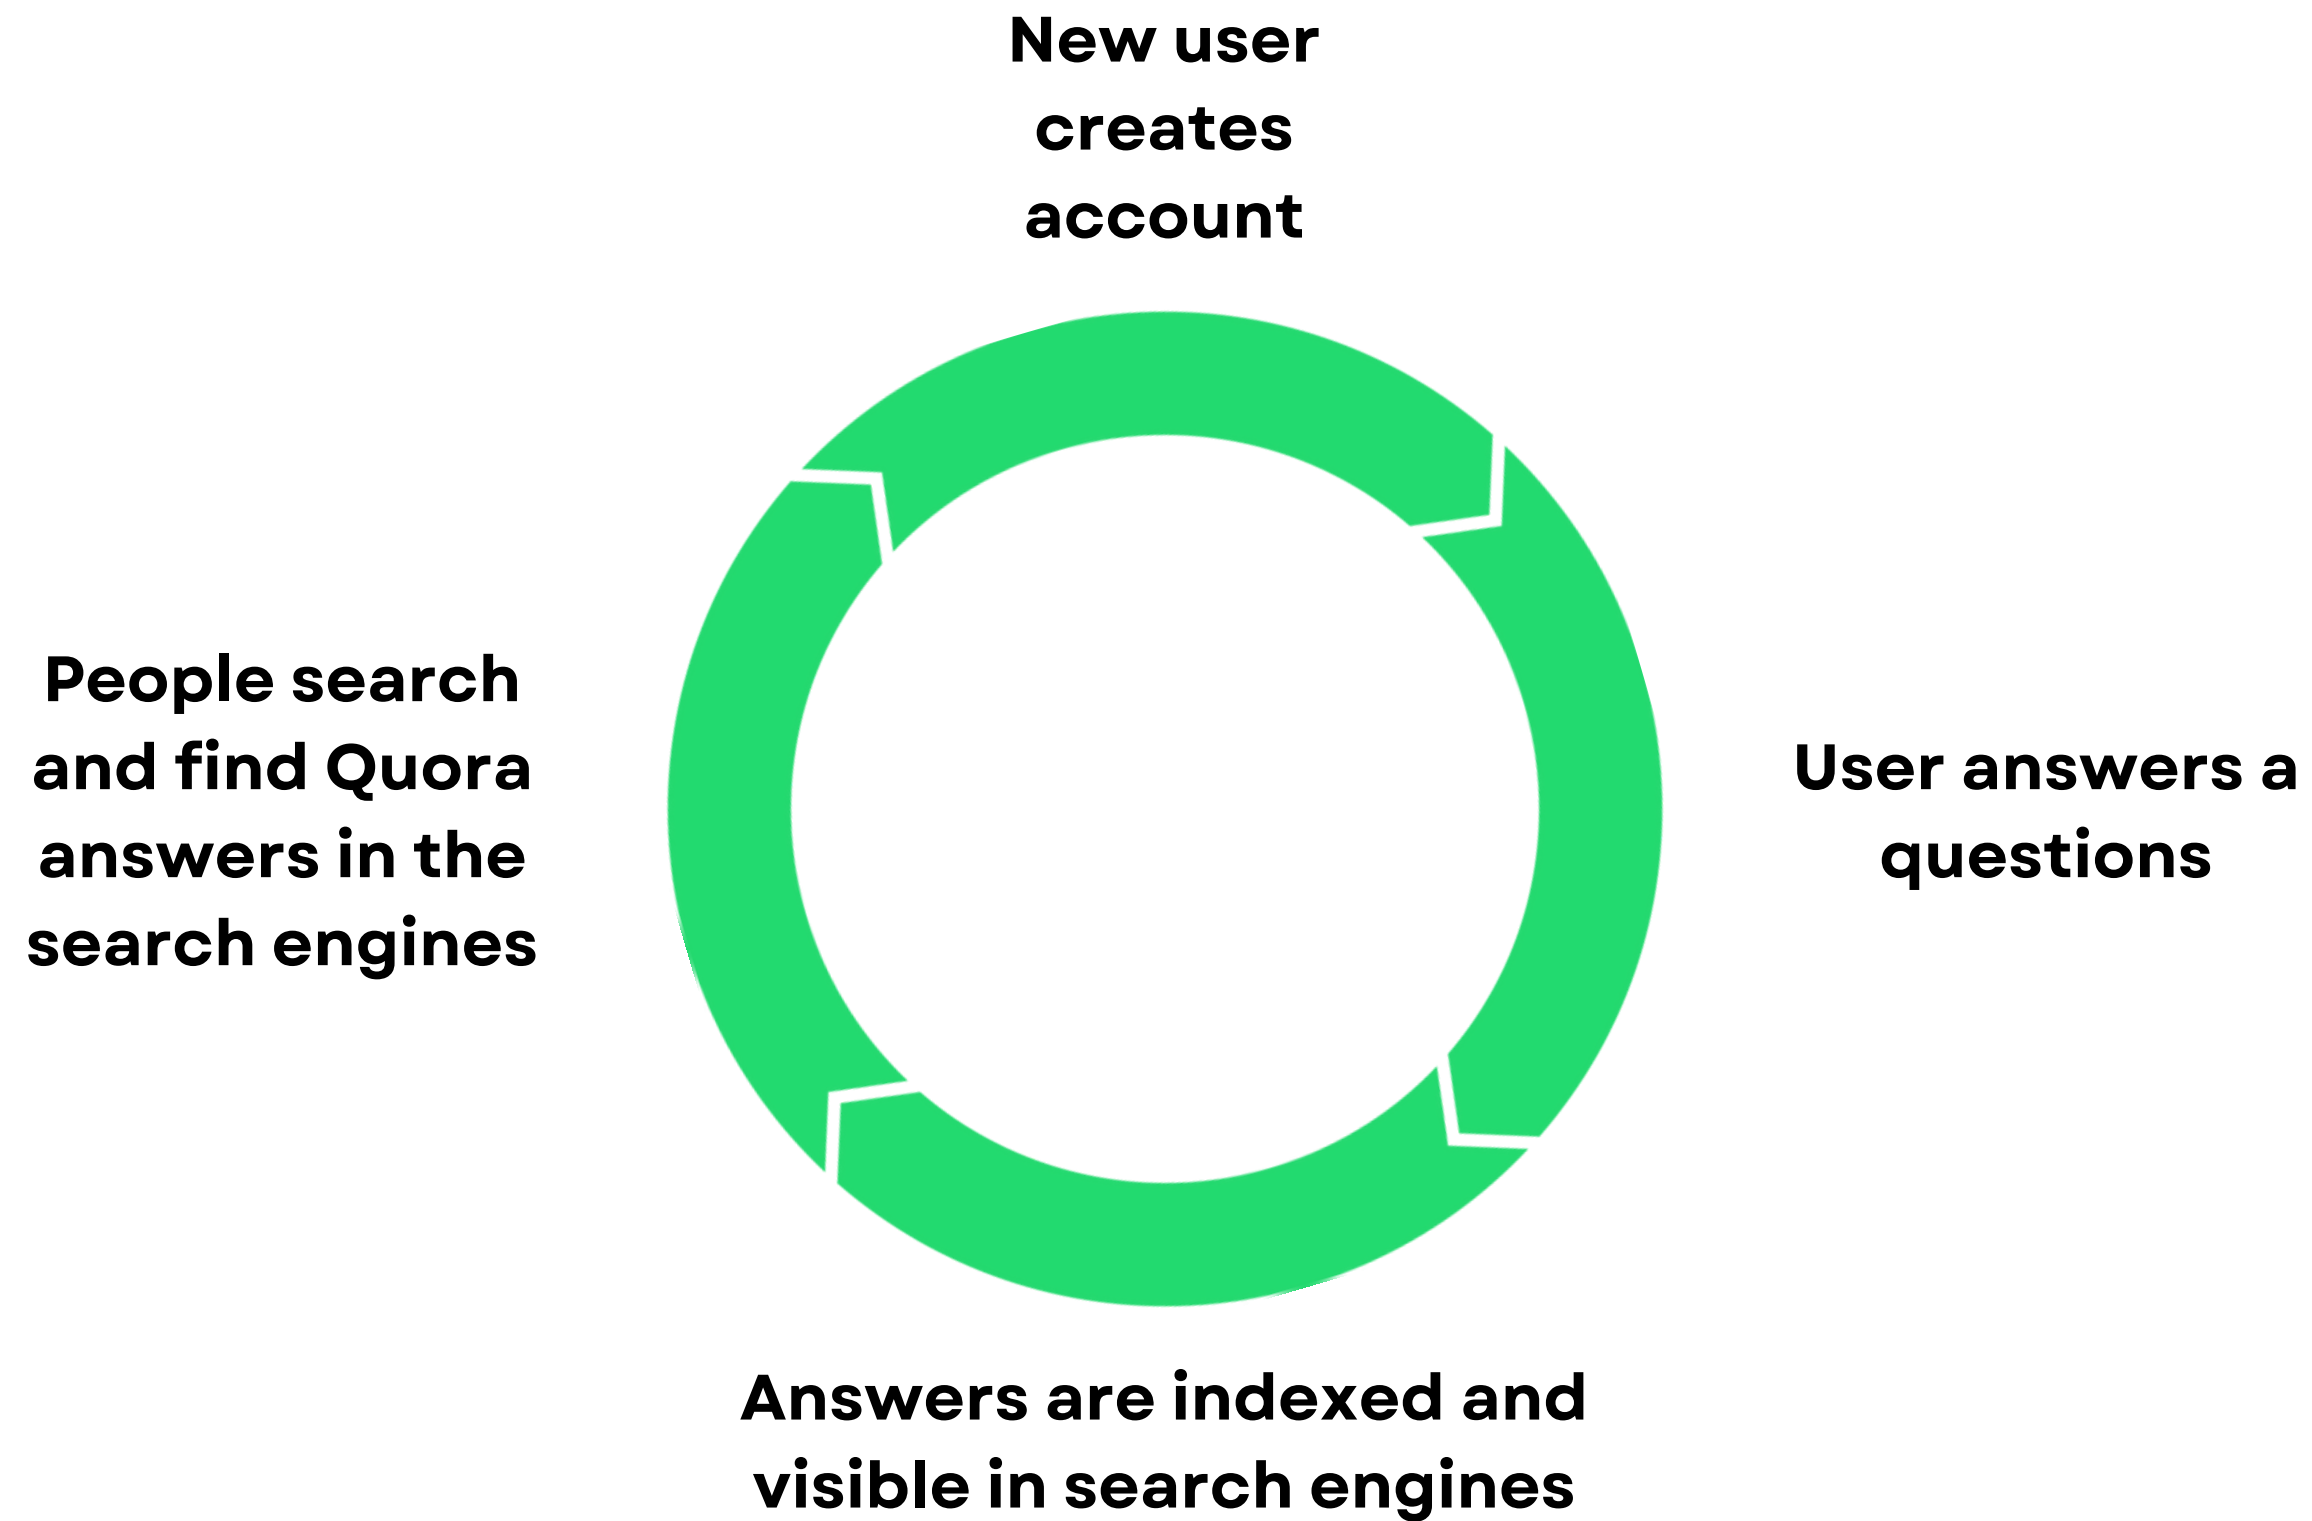 New user
creates
account
People search
and find Quora
answers in the
search engines
User answers a
questions
Answers are indexed and
visible in search engines